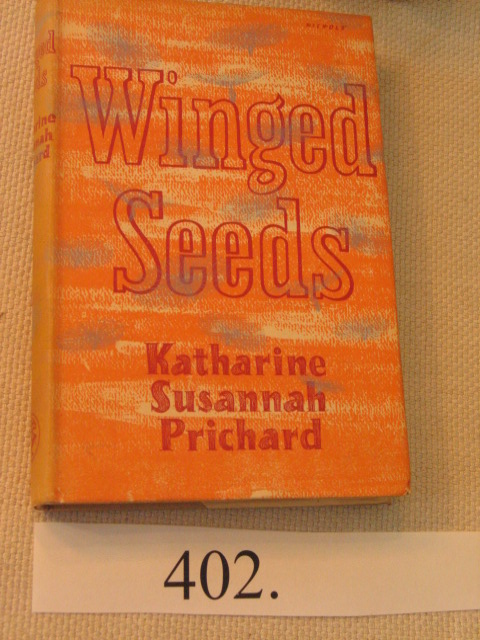 Winged
Seeds
Katharine
Susannah
Prichard
402.